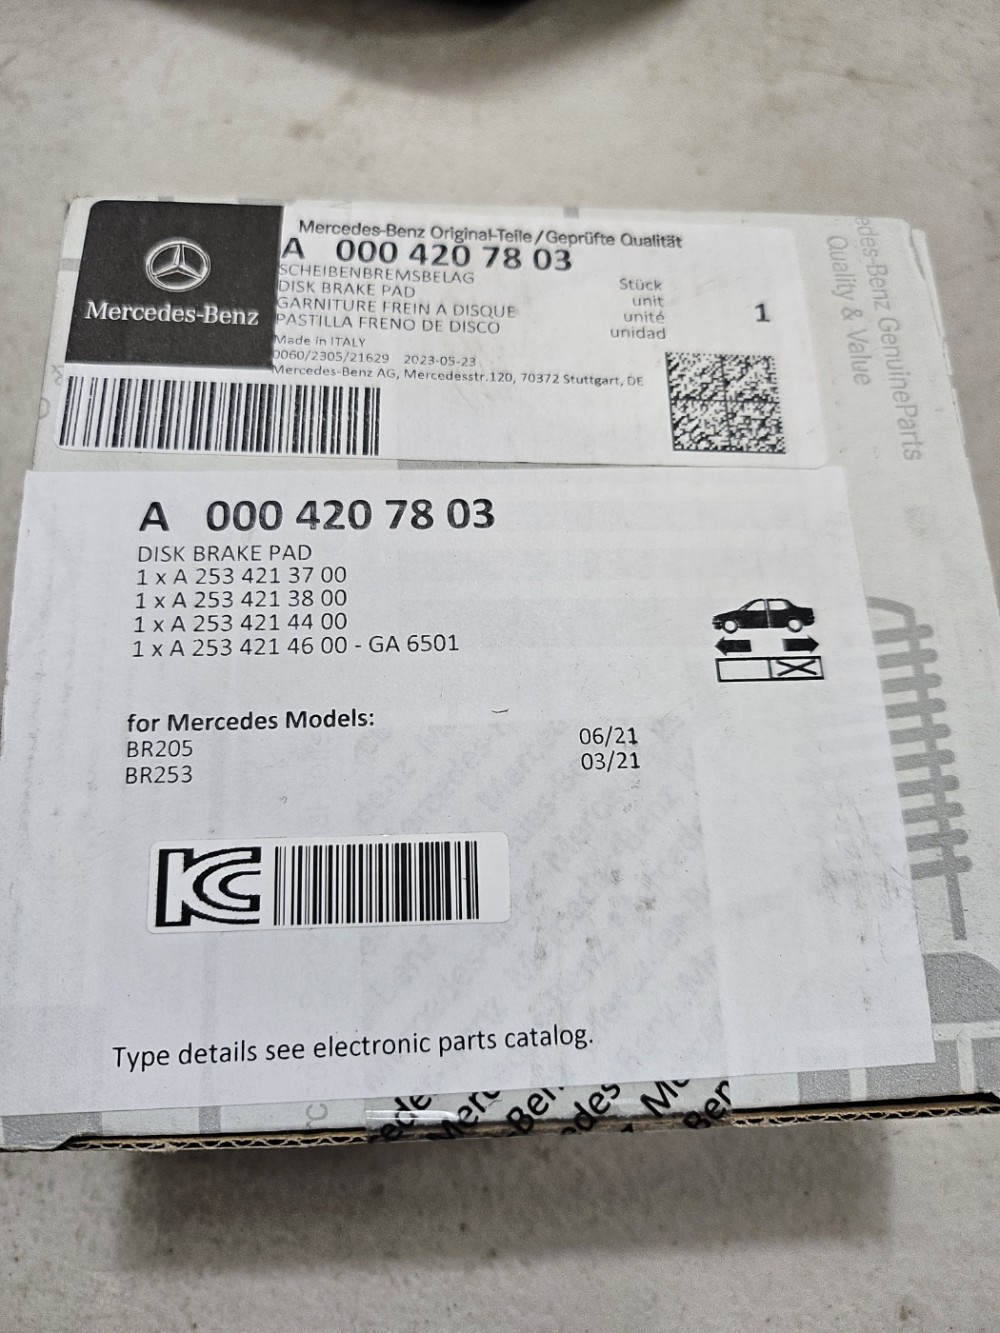 Mercedes-Benz
Mercedes-Benz Original-Teile/Geprüfte Qualität
A 000 420 78 03
SCHEIBENBREMSBELAG
DISK BRAKE PAD
GARNITURE FREIN A DISQUE
PASTILLA FRENO DE DISCO
Stück
unit
unité
unidad
1
Made in ITALY
0060/2305/21629 2023-05-23
Mercedes-Benz AG, Mercedesstr.120, 70372 Stuttgart, DE
edes-Benz GenuineParts
Quality & Value
A 000 420 78 03
DISK BRAKE PAD
1 x A 253 421 37 00
1 x A 253 421 38 00
1 x A 253 421 44 00
1 x A 253 421 46 00 - GA 6501
for Mercedes Models:
BR205 06/21
BR253 03/21
KC
Type details see electronic parts catalog.